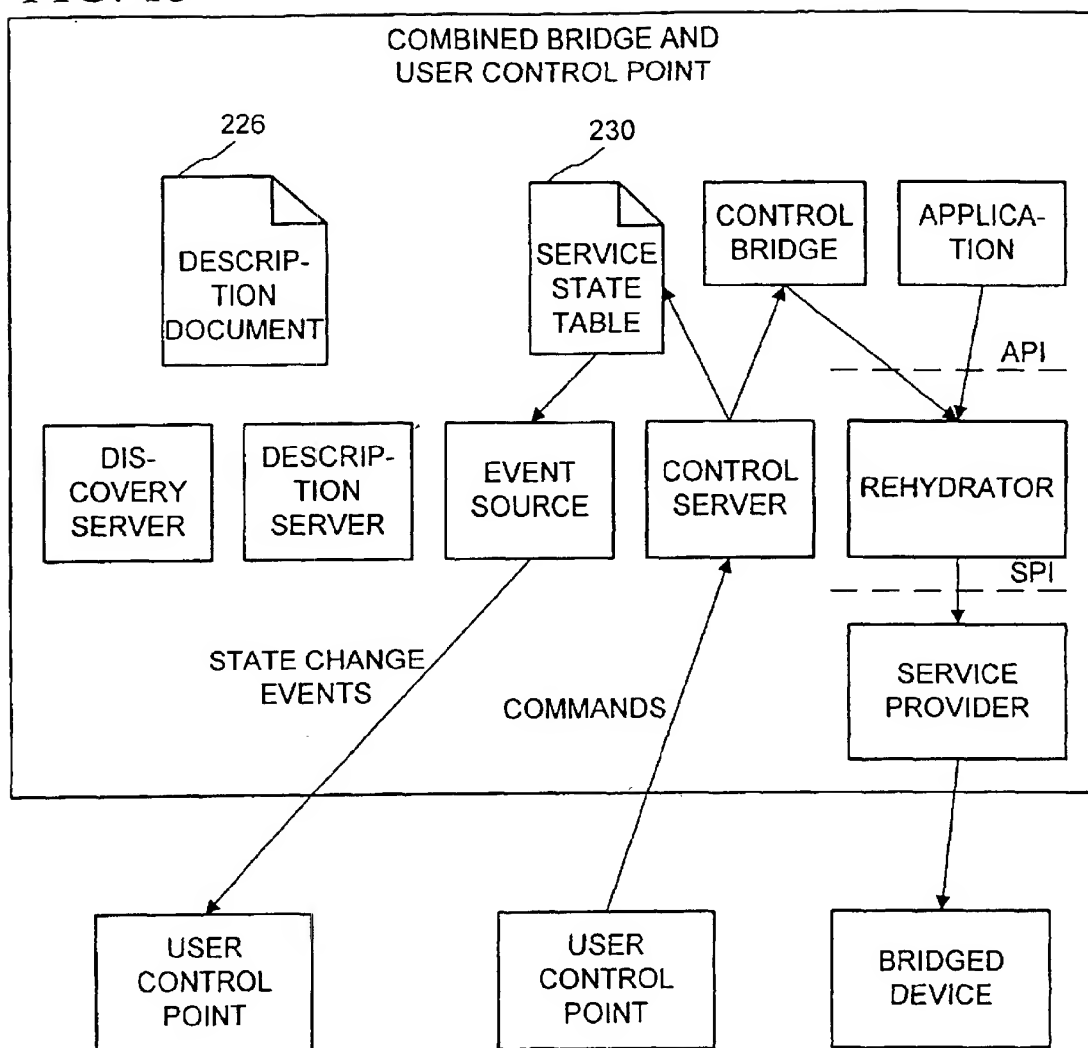 COMBINED BRIDGE AND
USER CONTROL POINT
226
230
DESCRIP-
TION
DOCUMENT
SERVICE
STATE
TABLE
CONTROL
BRIDGE
APPLICA-
TION
API
DIS-
COVERY
SERVER
DESCRIP-
TION
SERVER
EVENT
SOURCE
CONTROL
SERVER
REHYDRATOR
SPI
STATE CHANGE
EVENTS
COMMANDS
SERVICE
PROVIDER
USER
CONTROL
POINT
USER
CONTROL
POINT
BRIDGED
DEVICE